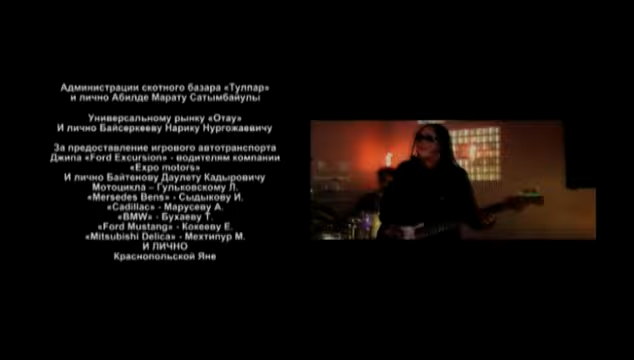 Администрации скотного базара «Тулпар»
и лично Абилде Марату Сатымбайулы
Универсальному рынку «Отау»
И лично Байсеркееву Нарику Нургожаевичу
За предоставление игрового автотранспорта
Джипа «Ford Excursion» - водителям компании
«Expo motors»
И лично Байтенову Даулету Кадыровичу
Мотоцикла – Гульковскому Л.
«Mersedes Bens» - Сыдыкову И.
«Cadillac» - Марусеву А.
«BMW» - Бухаеву Т.
«Ford Mustang» - Кокееву Е.
«Mitsubishi Delica» - Мехтипур М.
И ЛИЧНО
Краснопольской Яне